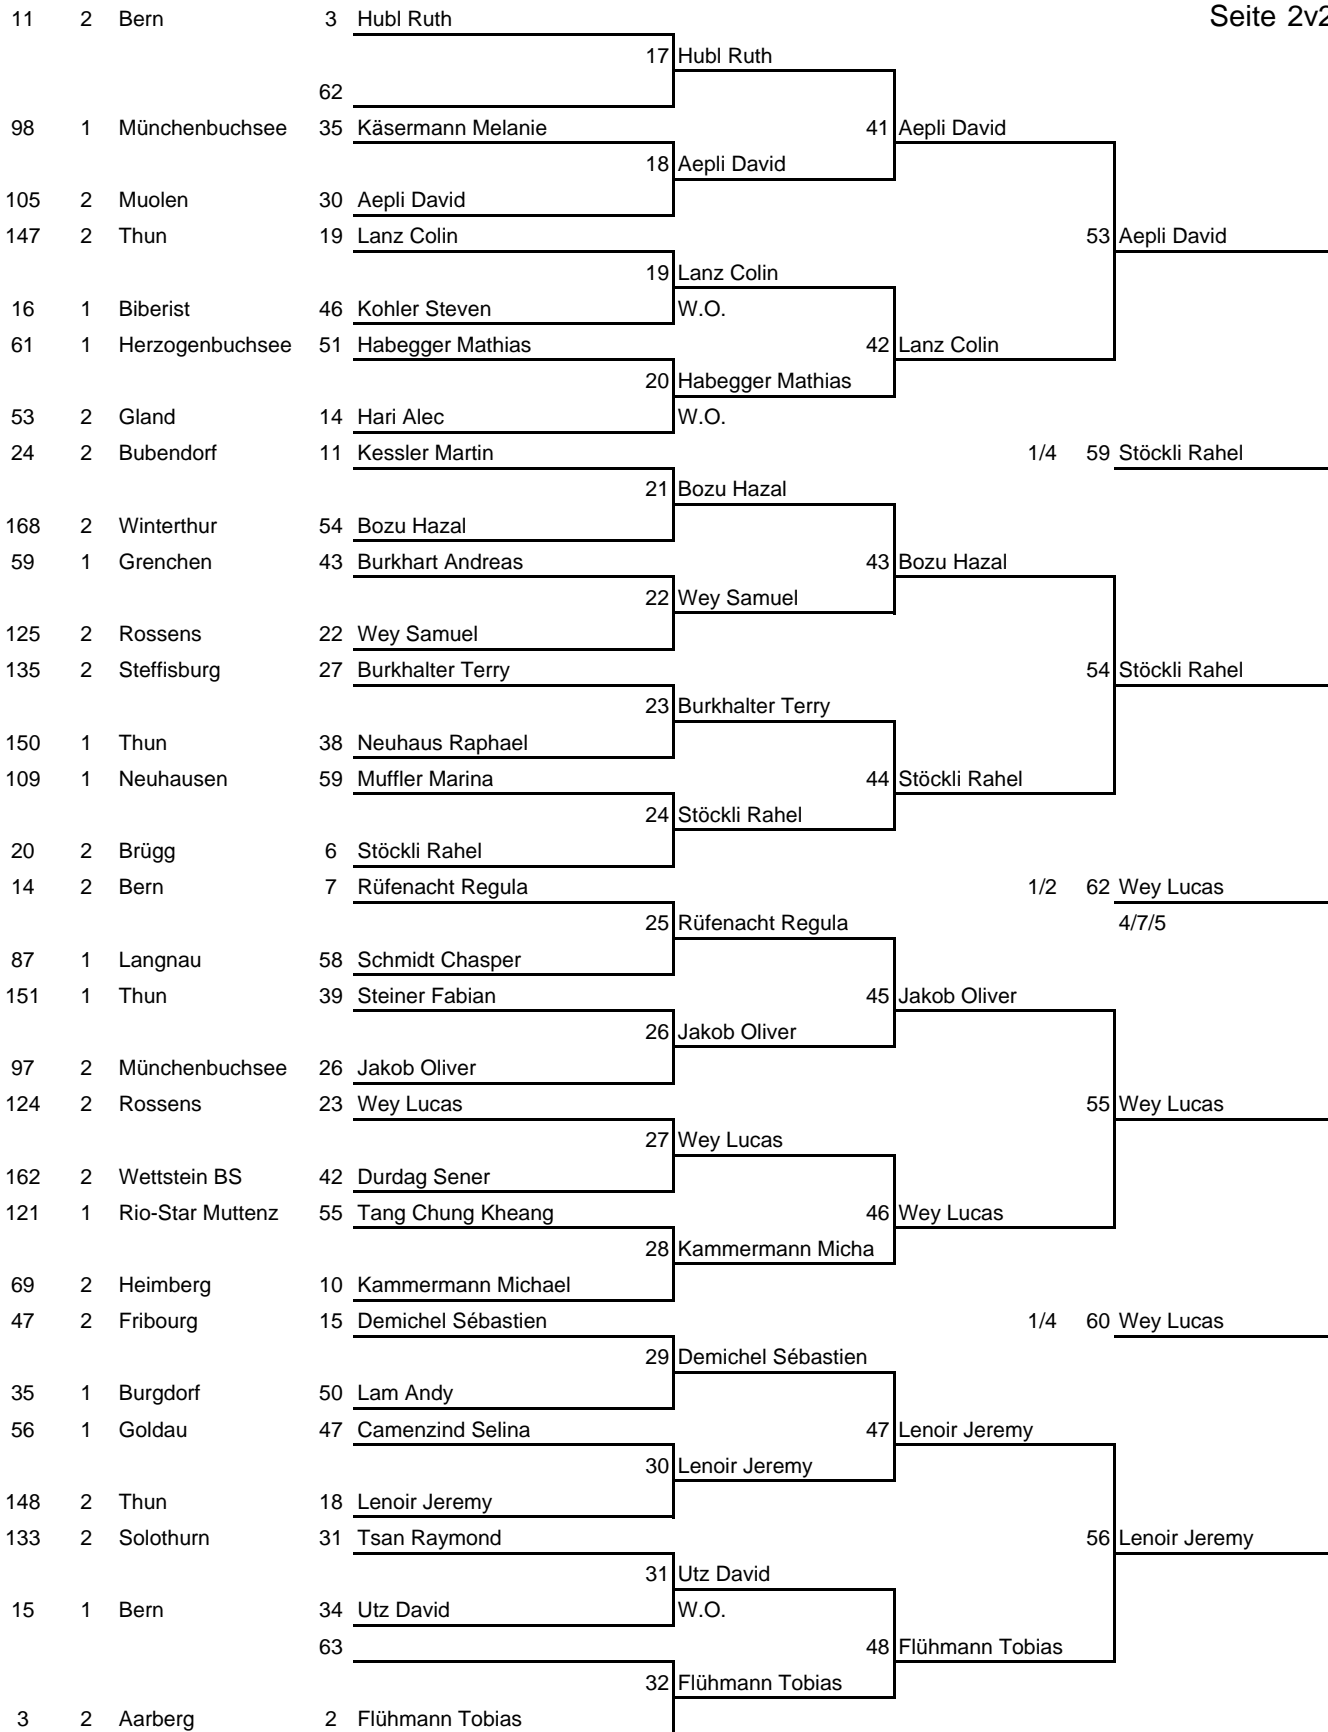 11 2 Bern 3 Hubl Ruth Seite 2v2
17 Hubl Ruth
62
98 1 Münchenbuchsee 35 Käsermann Melanie 41 Aepli David
18 Aepli David
105 2 Muolen 30 Aepli David
147 2 Thun 19 Lanz Colin 53 Aepli David
19 Lanz Colin
16 1 Biberist 46 Kohler Steven W.O.
61 1 Herzogenbuchsee 51 Habegger Mathias 42 Lanz Colin
20 Habegger Mathias
53 2 Gland 14 Hari Alec W.O.
24 2 Bubendorf 11 Kessler Martin 1/4 59 Stöckli Rahel
21 Bozu Hazal
168 2 Winterthur 54 Bozu Hazal
59 1 Grenchen 43 Burkhart Andreas 43 Bozu Hazal
22 Wey Samuel
125 2 Rossens 22 Wey Samuel
135 2 Steffisburg 27 Burkhalter Terry 54 Stöckli Rahel
23 Burkhalter Terry
150 1 Thun 38 Neuhaus Raphael
109 1 Neuhausen 59 Muffler Marina 44 Stöckli Rahel
24 Stöckli Rahel
20 2 Brügg 6 Stöckli Rahel
14 2 Bern 7 Rüfenacht Regula 1/2 62 Wey Lucas
25 Rüfenacht Regula 4/7/5
87 1 Langnau 58 Schmidt Chasper
151 1 Thun 39 Steiner Fabian 45 Jakob Oliver
26 Jakob Oliver
97 2 Münchenbuchsee 26 Jakob Oliver
124 2 Rossens 23 Wey Lucas 55 Wey Lucas
27 Wey Lucas
162 2 Wettstein BS 42 Durdag Sener
121 1 Rio-Star Muttenz 55 Tang Chung Kheang 46 Wey Lucas
28 Kammermann Micha
69 2 Heimberg 10 Kammermann Michael
47 2 Fribourg 15 Demichel Sébastien 1/4 60 Wey Lucas
29 Demichel Sébastien
35 1 Burgdorf 50 Lam Andy
56 1 Goldau 47 Camenzind Selina 47 Lenoir Jeremy
30 Lenoir Jeremy
148 2 Thun 18 Lenoir Jeremy
133 2 Solothurn 31 Tsan Raymond 56 Lenoir Jeremy
31 Utz David
15 1 Bern 34 Utz David W.O.
63 48 Flühmann Tobias
32 Flühmann Tobias
3 2 Aarberg 2 Flühmann Tobias